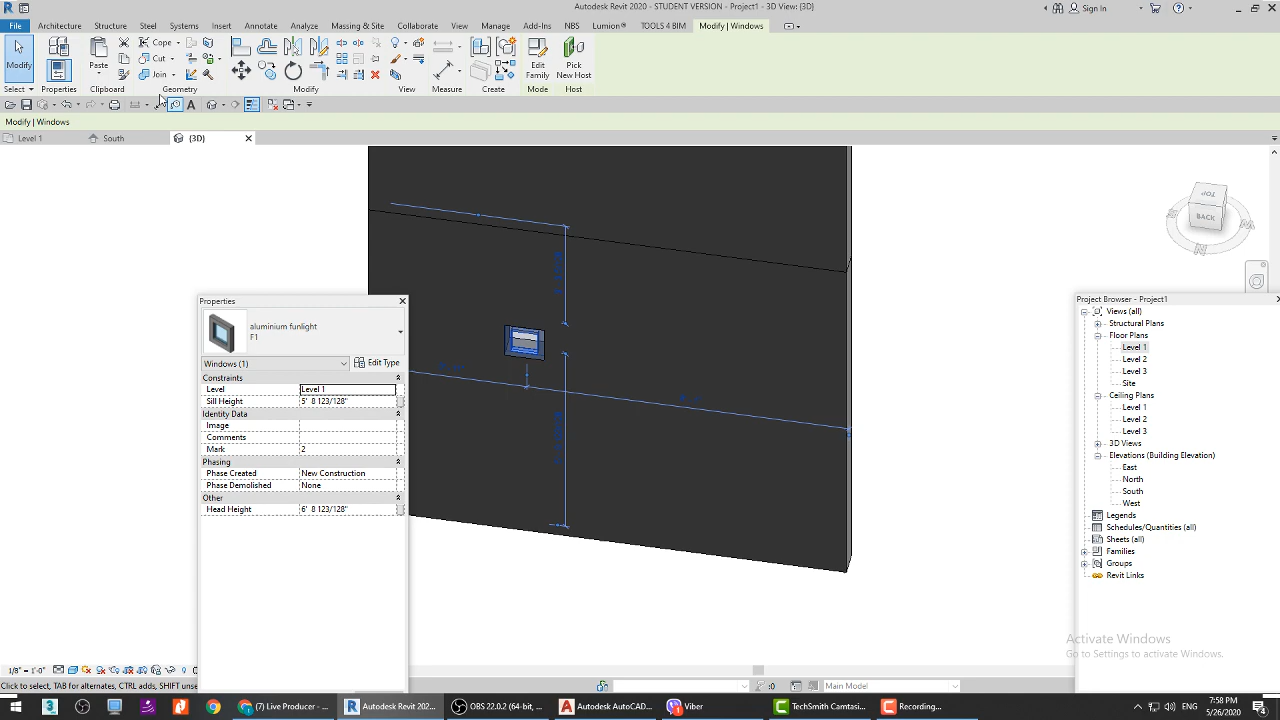 Autodesk Revit 2020 - STUDENT VERSION - Project1 - 3D View: {3D}
Sign In
File Architecture Structure Steel Systems Insert Annotate Analyze Massing & Site Collaborate View Manage Add-Ins NBS Lumion® TOOLS 4 BIM Modify | Windows
Modify Paste Cope Cut Join Edit Family Pick New Host
Select Properties Clipboard Geometry Modify View Measure Create Mode Host
Modify | Windows
Level 1 South {3D}
TOP
BACK
N
Properties
aluminium funlight
F1
Windows (1) Edit Type
Constraints
Level Level 1
Sill Height 5' 8 123/128"
Identity Data
Image
Comments
Mark 2
Phasing
Phase Created New Construction
Phase Demolished None
Other
Head Height 6' 8 123/128"
Project Browser - Project1
Views (all)
Structural Plans
Floor Plans
Level 1
Level 2
Level 3
Site
Ceiling Plans
Level 1
Level 2
Level 3
3D Views
Elevations (Building Elevation)
East
North
South
West
Legends
Schedules/Quantities (all)
Sheets (all)
Families
Groups
Revit Links
Activate Windows
Go to Settings to activate Windows.
1/8" = 1'-0"
Click to select, TAB for alternates, CTRL adds, SHIFT unse
:0 Main Model
(7) Live Producer - ... Autodesk Revit 202... OBS 22.0.2 (64-bit, ... Autodesk AutoCAD... Viber TechSmith Camtasi... Recording...
7:58 PM
5/26/2020